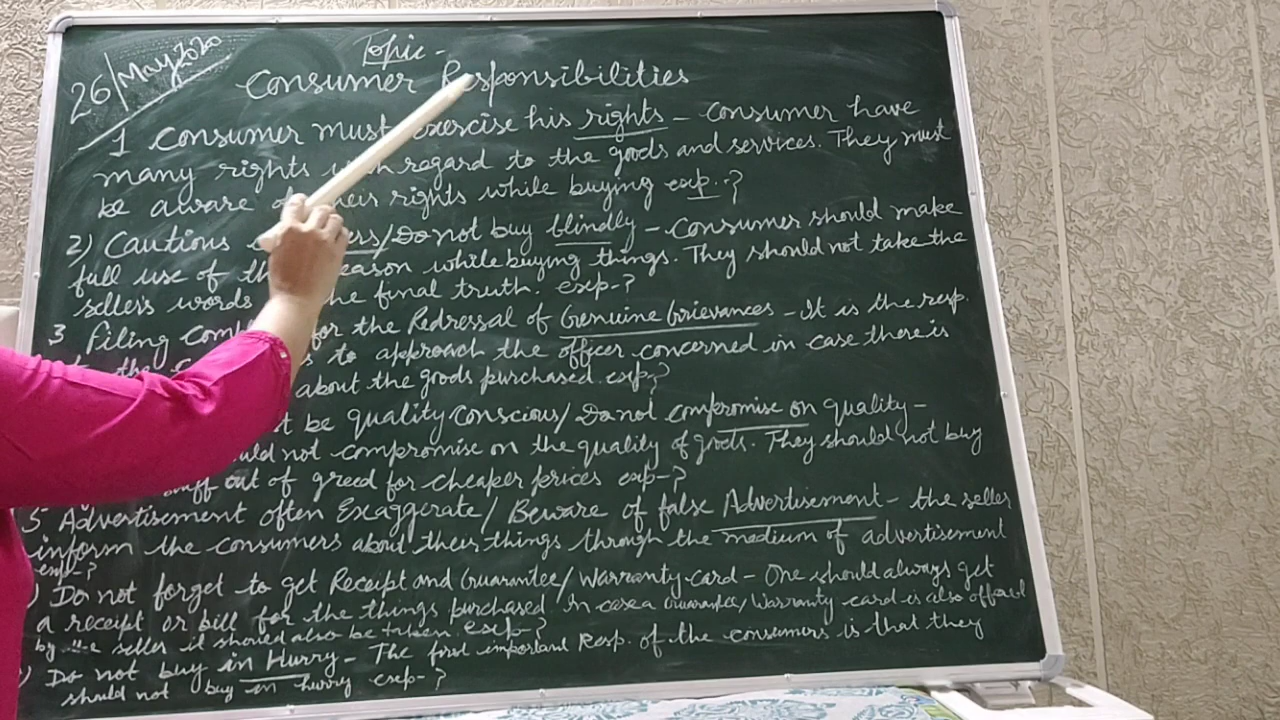 26/May 2020
Topic -
Consumer Responsibilities
1 Consumer must exercise his rights - consumer have
many rights with regard to the goods and services. They must
be aware of their rights while buying exp..?
2) Cautious /Do not buy blindly - Consumer should make
full use of reason while buying things. They should not take the
sellers words the final truth. exp-?
3 Filing for the Redressal of Genuine Grievances - It is the resp.
the to approach the officer concerned in case there is
about the goods purchased. exp-?
be quality conscious/ Do not compromise on quality-
not compromise on the quality of goods. They should not buy
stuff out of greed for cheaper prices exp-?
5 Advertisement often Exaggerate/ Beware of false Advertisement - the seller
inform the consumers about their things through the medium of advertisement
exp-?
) Do not forget to get Receipt and Guarantee/Warranty card - One should always get
a receipt or bill for the things purchased. In case a Guarantee/Warranty card is also offered
by the seller it should also be taken. exp-?
) Do not buy in Hurry - The first important Resp. of the consumers is that they
should not buy in hurry exp-?